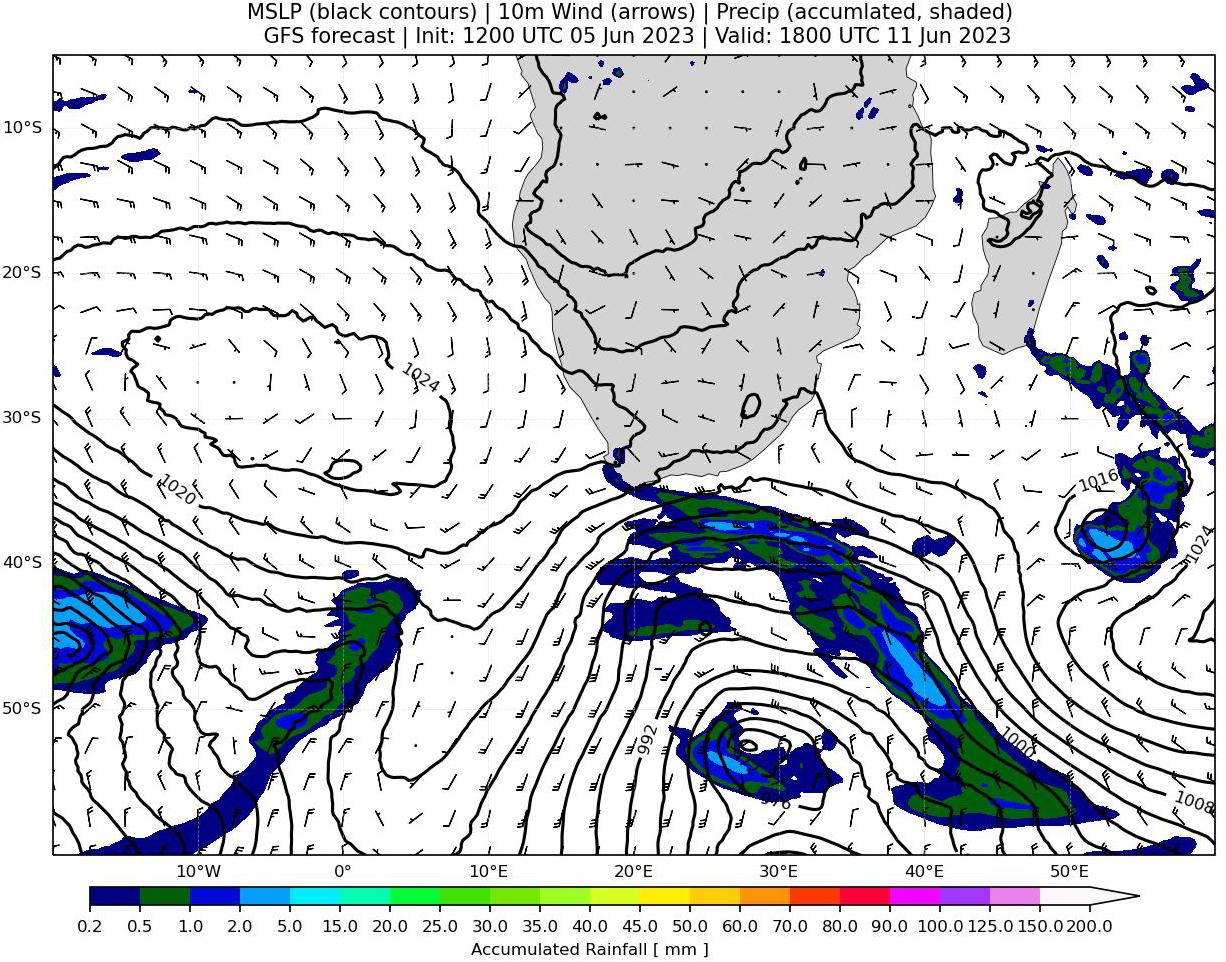 MSLP (black contours) | 10m Wind (arrows) | Precip (accumlated, shaded)
GFS forecast | Init: 1200 UTC 05 Jun 2023 | Valid: 1800 UTC 11 Jun 2023
10°S
20°S
1024
30°S
1020
1016
1024
40°S
50°S
992
1000
976
1008
10°W 0° 10°E 20°E 30°E 40°E 50°E
0.2 0.5 1.0 2.0 5.0 10.0 15.0 20.0 25.0 30.0 35.0 40.0 45.0 50.0 60.0 70.0 80.0 90.0 100.0 125.0 150.0 200.0
Accumulated Rainfall [ mm ]